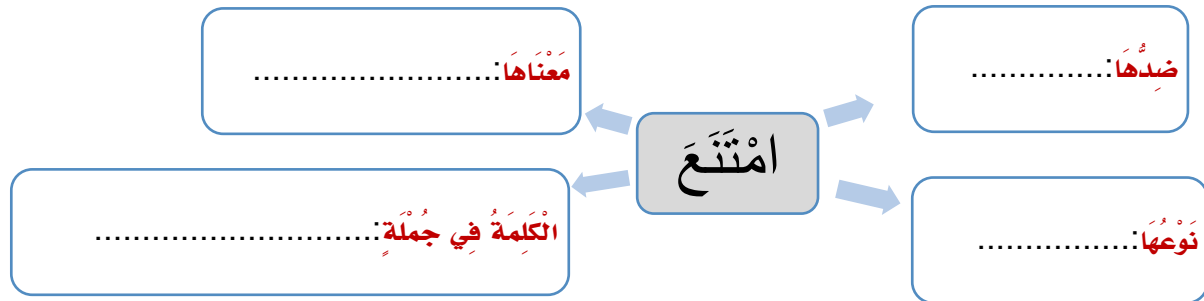 ضِدُّهَا:..............
مَعْنَاهَا:.........................
امْتَنَعَ
نَوْعُهَا:................
الْكَلِمَةُ فِي جُمْلَةٍ:.............................